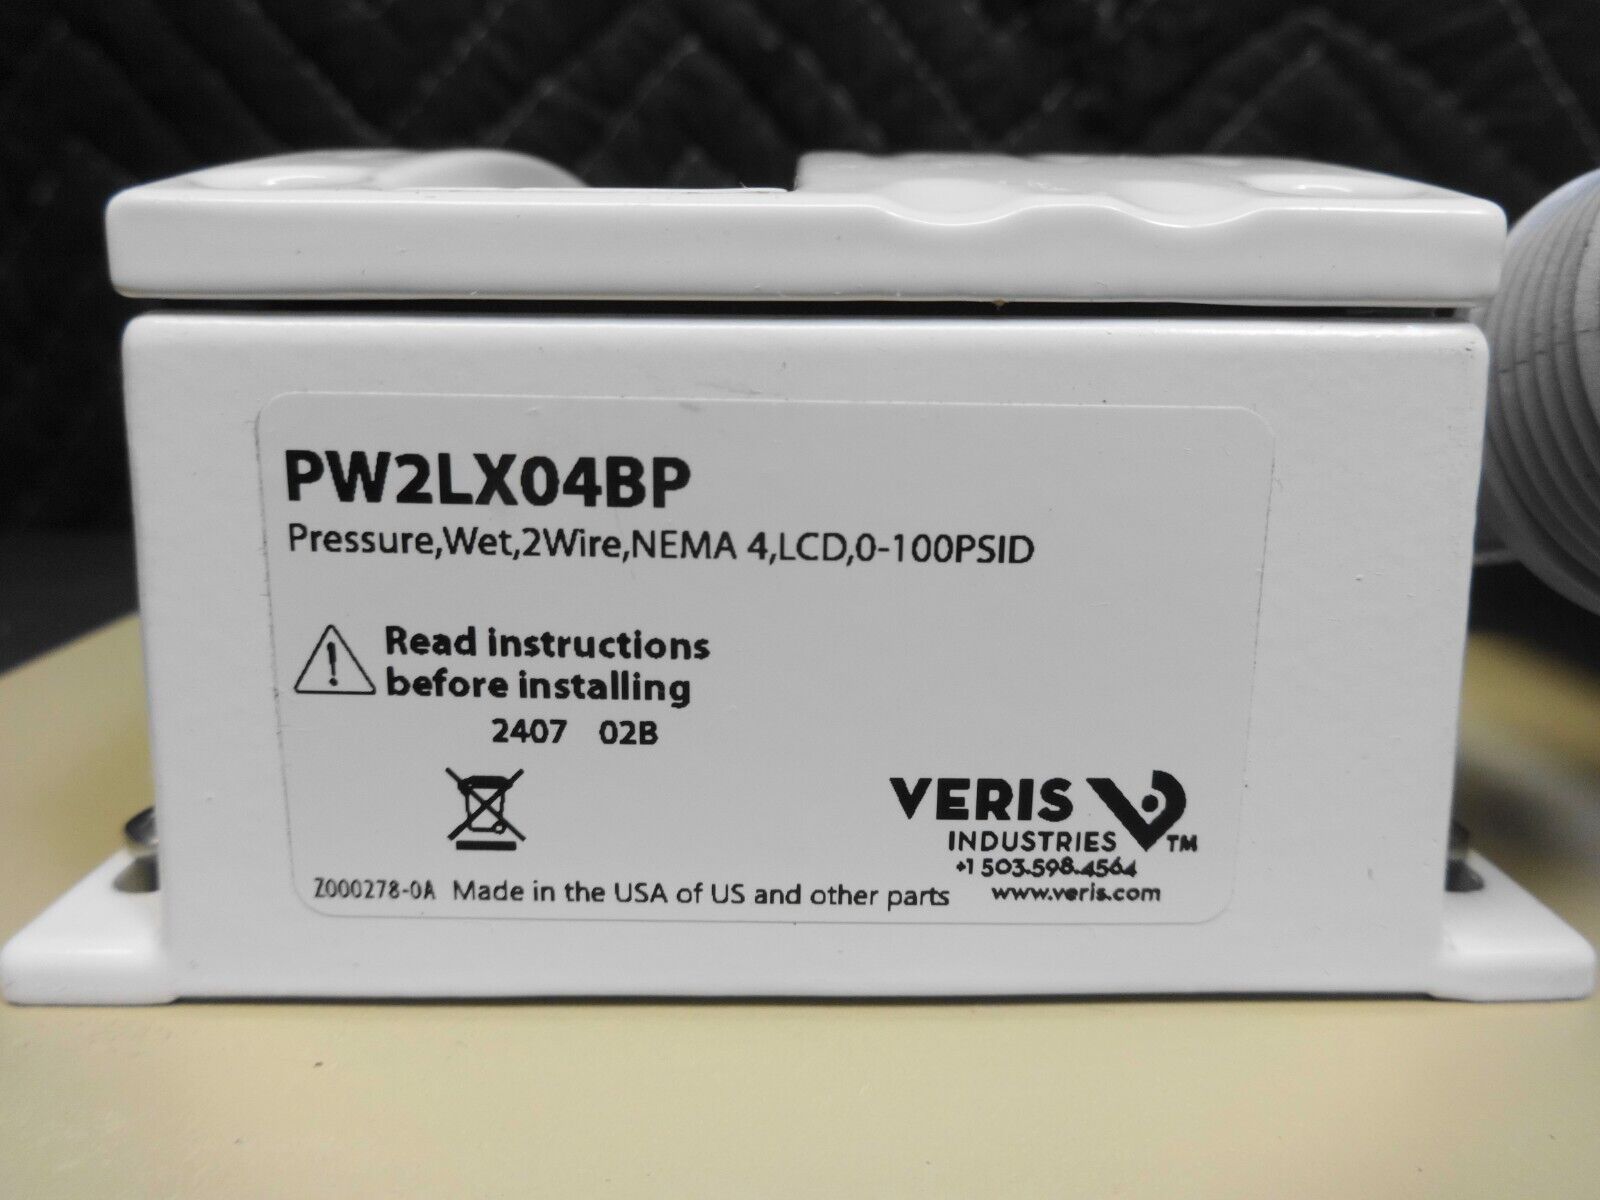 PW2LX04BP
Pressure,Wet,2Wire,NEMA 4,LCD,0-100PSID
Read instructions
before installing
2407 02B
VERIS
INDUSTRIES TM
+1 503.598.4564
www.veris.com
Z000278-0A Made in the USA of US and other parts